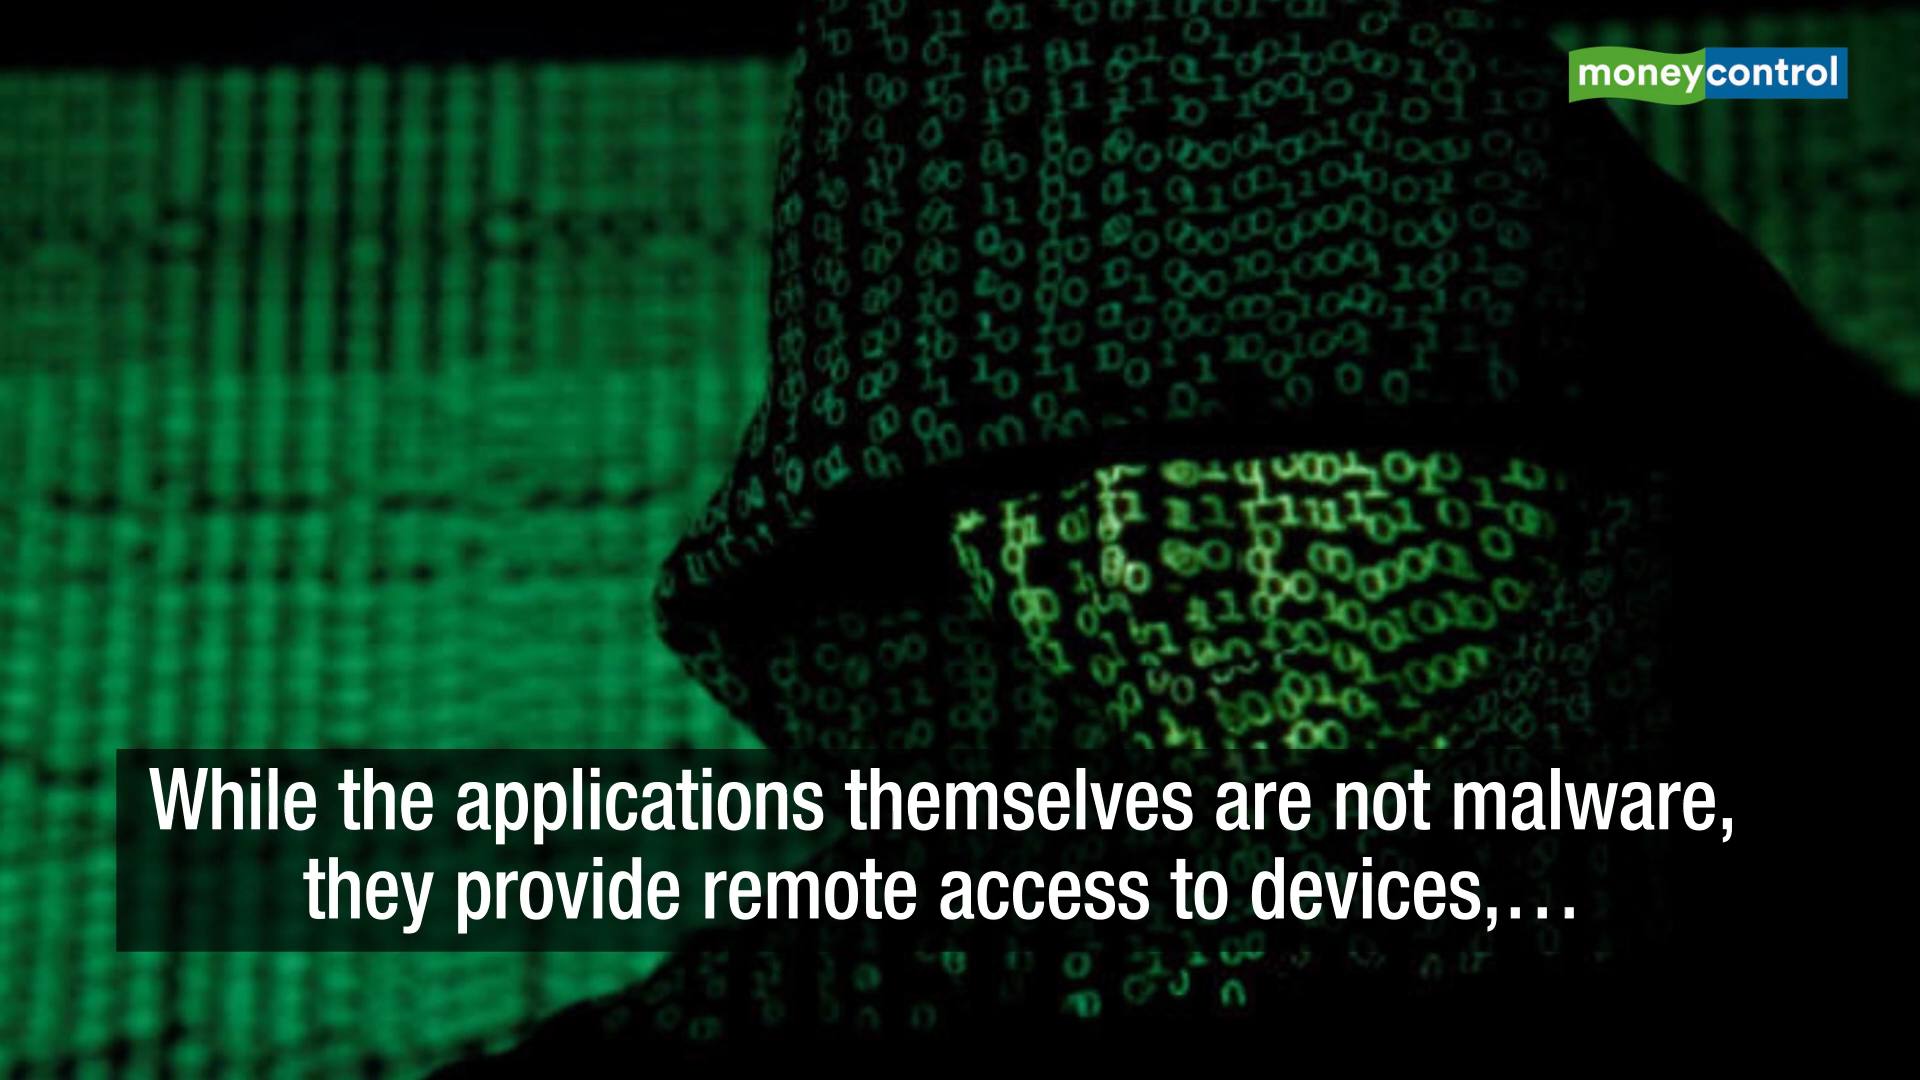 moneycontrol
While the applications themselves are not malware,
they provide remote access to devices,…